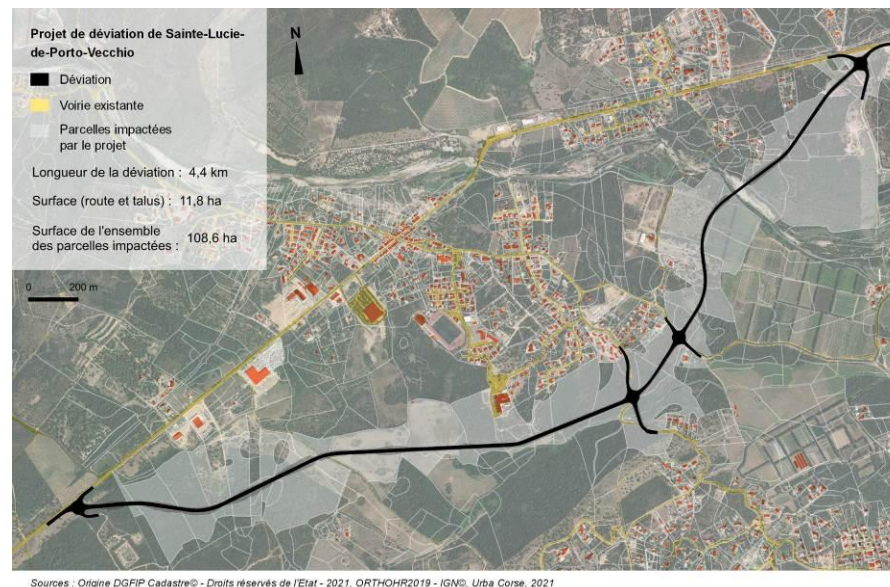 Projet de déviation de Sainte-Lucie-
de-Porto-Vecchio
Déviation
Voirie existante
Parcelles impactées
par le projet
Longueur de la déviation : 4,4 km
Surface (route et talus) : 11,8 ha
Surface de l'ensemble
des parcelles impactées : 108,6 ha
N
0 200 m
Sources : Origine DGFIP Cadastre© - Droits réservés de l'Etat - 2021. ORTHOHR2019 - IGN©. Urba Corse, 2021